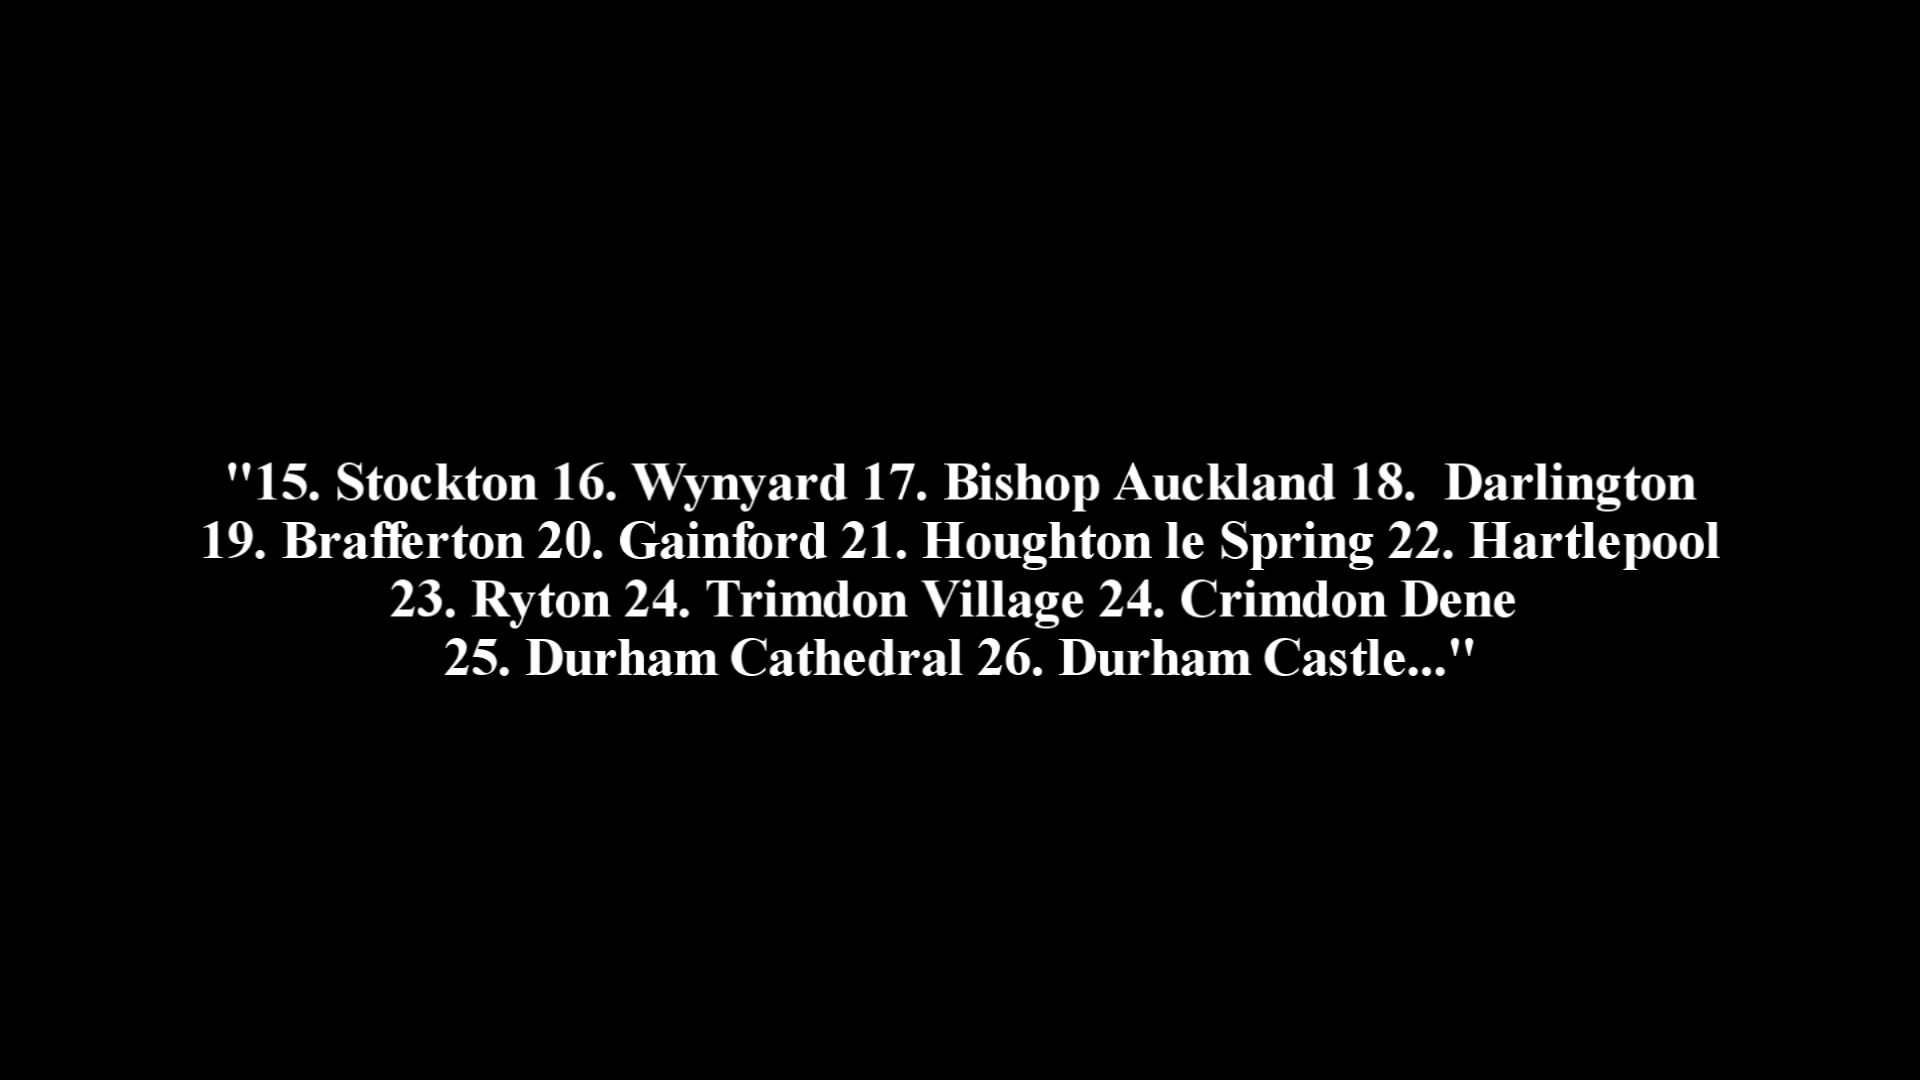 "15. Stockton 16. Wynyard 17. Bishop Auckland 18.  Darlington
19. Brafferton 20. Gainford 21. Houghton le Spring 22. Hartlepool
23. Ryton 24. Trimdon Village 24. Crimdon Dene
25. Durham Cathedral 26. Durham Castle..."